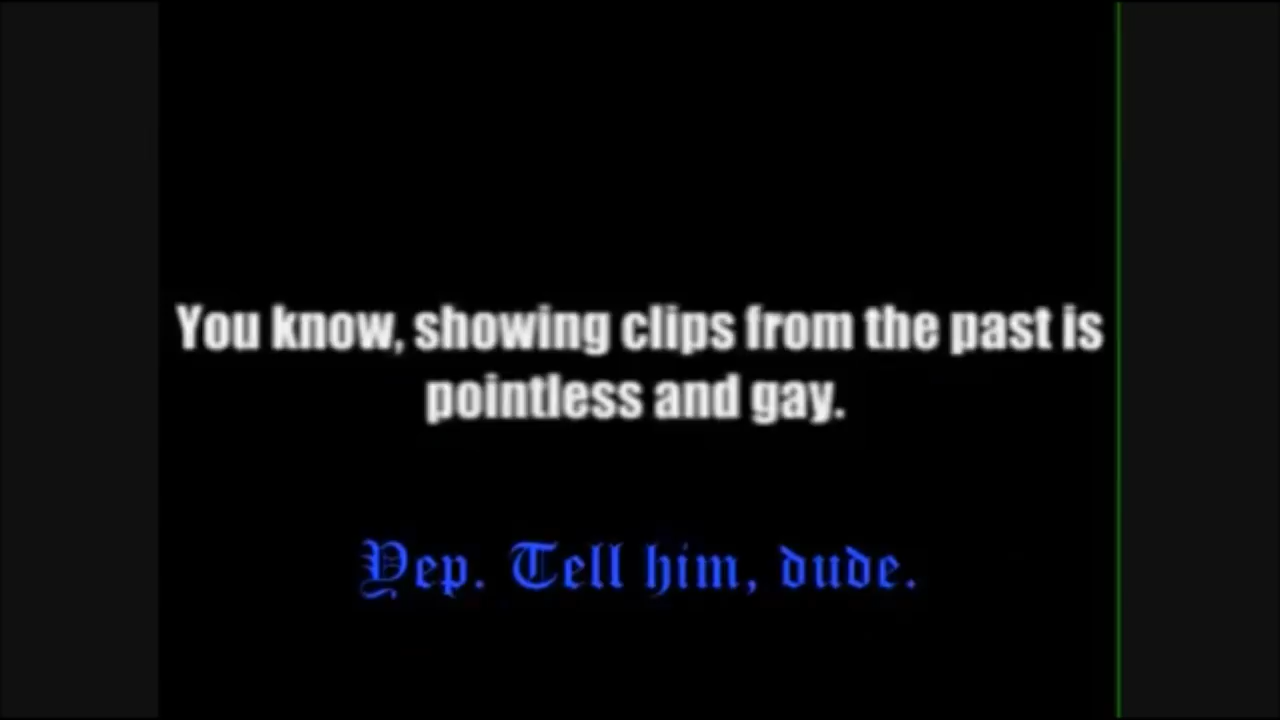 You know, showing clips from the past is
pointless and gay.
Yep. Tell him, dude.